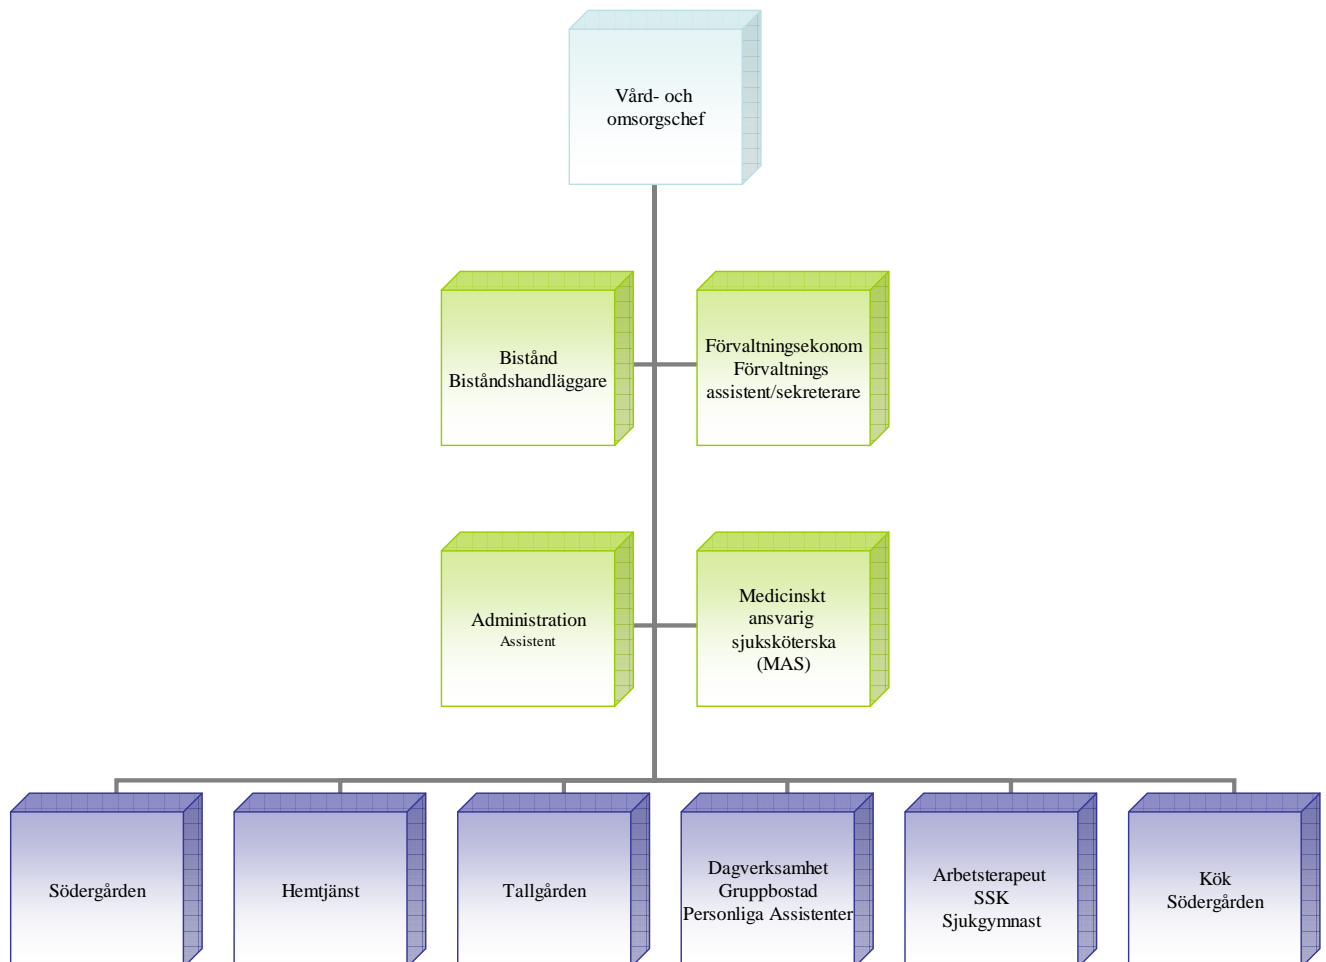 Vård- och
omsorgschef
Bistånd
Biståndshandläggare
Förvaltningsekonom
Förvaltnings
assistent/sekreterare
Administration
Assistent
Medicinskt
ansvarig
sjuksköterska
(MAS)
Södergården
Hemtjänst
Tallgården
Dagverksamhet
Gruppbostad
Personliga Assistenter
Arbetsterapeut
SSK
Sjukgymnast
Kök
Södergården